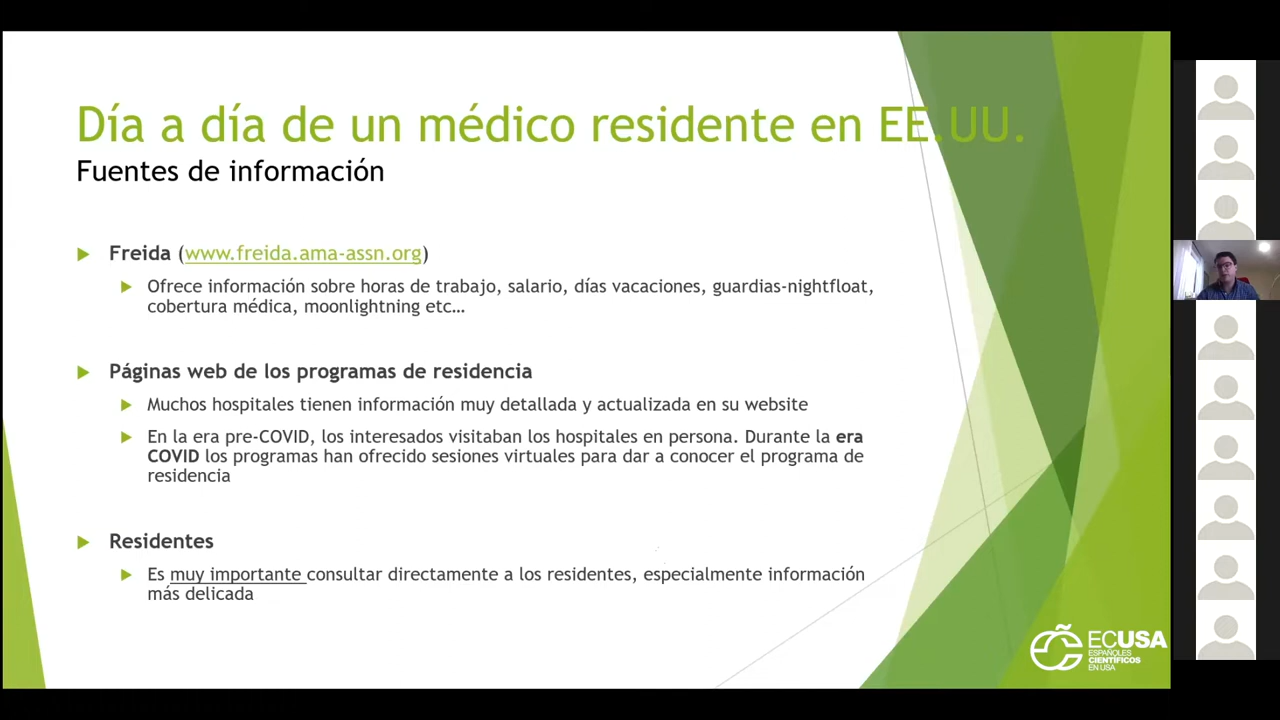 Día a día de un médico residente en EE.UU.
Fuentes de información
Freida (www.freida.ama-assn.org)
Ofrece información sobre horas de trabajo, salario, días vacaciones, guardias-nightfloat,
cobertura médica, moonlightning etc…
Páginas web de los programas de residencia
Muchos hospitales tienen información muy detallada y actualizada en su website
En la era pre-COVID, los interesados visitaban los hospitales en persona. Durante la era
COVID los programas han ofrecido sesiones virtuales para dar a conocer el programa de
residencia
Residentes
Es muy importante consultar directamente a los residentes, especialmente información
más delicada
ECUSA
ESPAÑOLES
CIENTÍFICOS
EN USA